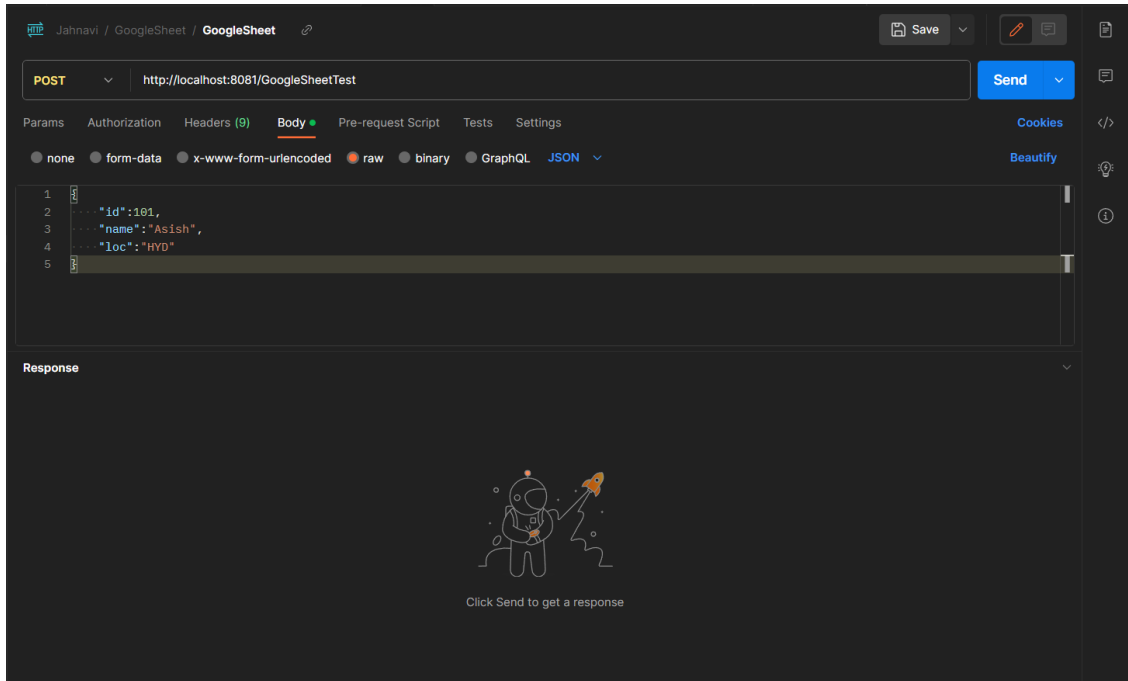 HTTP Jahnavi / GoogleSheet / GoogleSheet Save
POST http://localhost:8081/GoogleSheetTest Send
Params Authorization Headers (9) Body Pre-request Script Tests Settings Cookies
none form-data x-www-form-urlencoded raw binary GraphQL JSON Beautify
1 {
2 ····"id":101,
3 ····"name":"Asish",
4 ····"loc":"HYD"
5 }
Response
Click Send to get a response